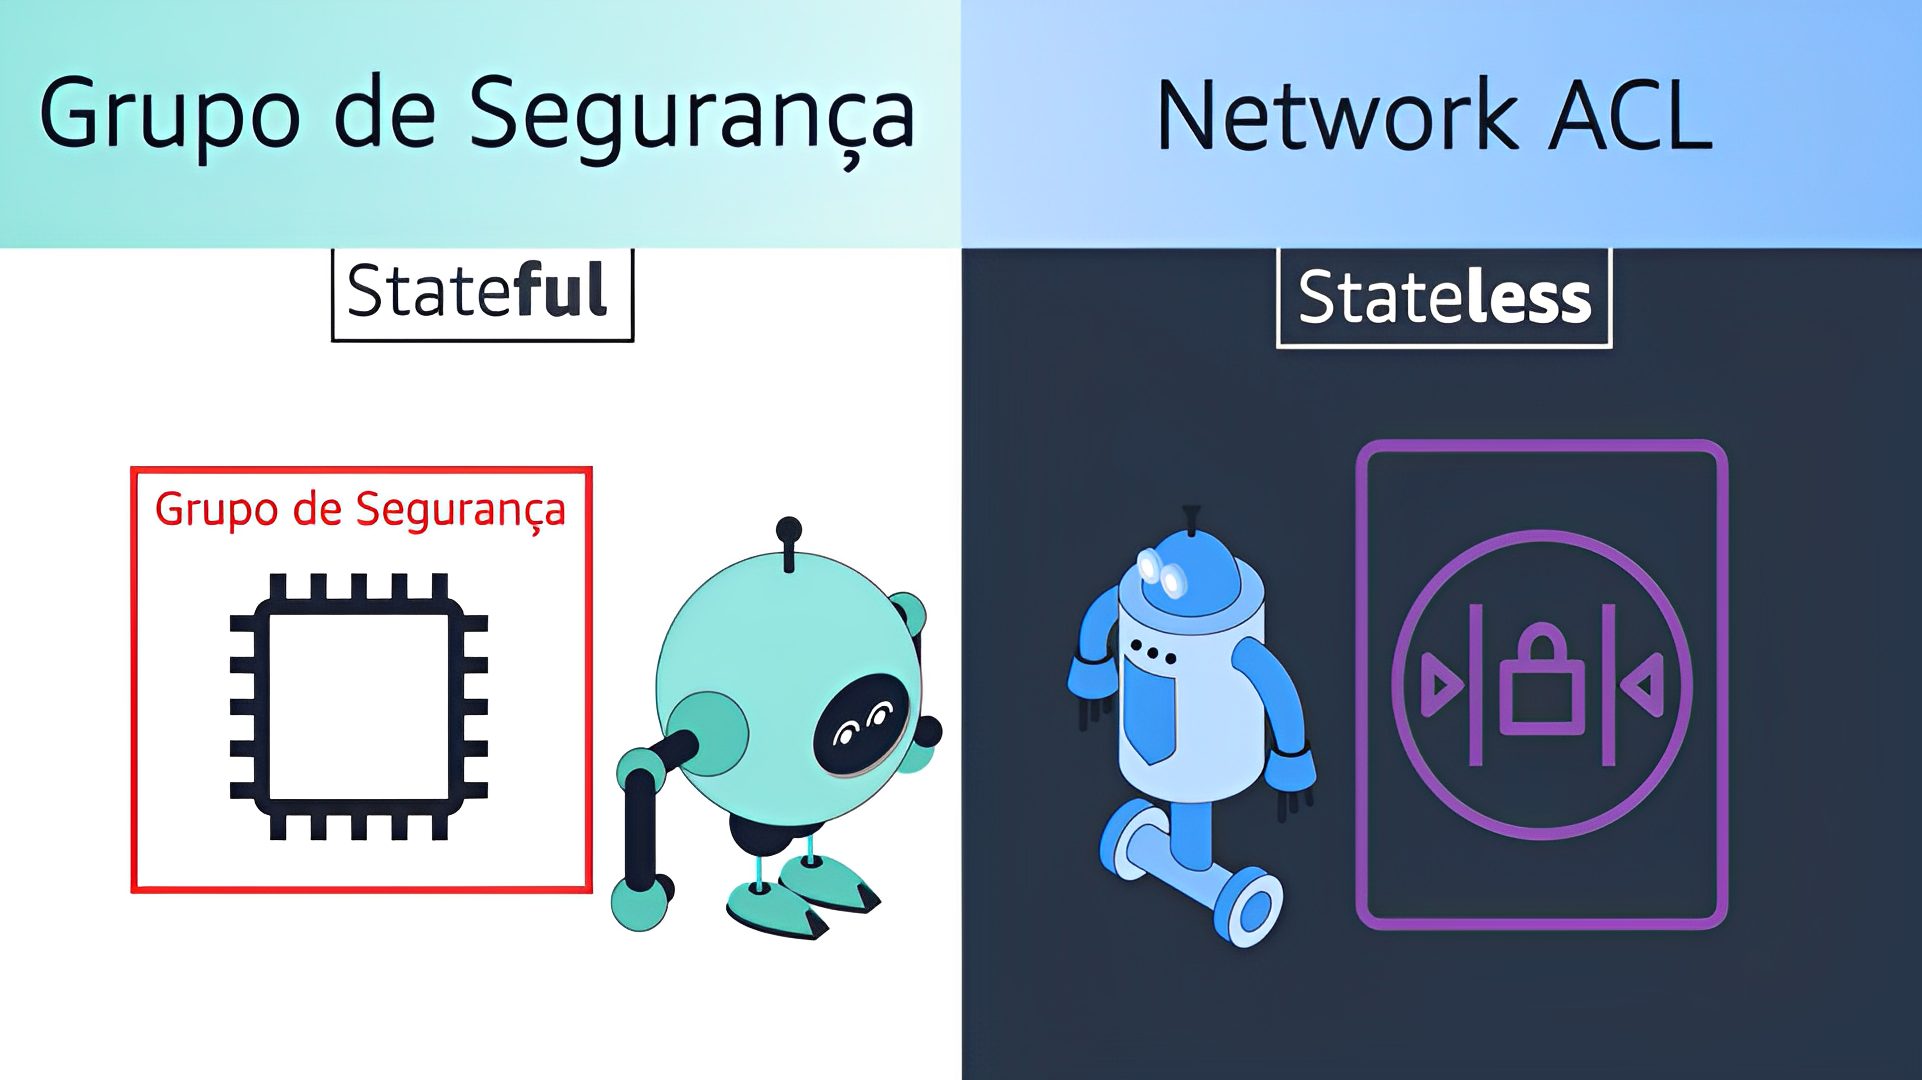 Grupo de Segurança
Network ACL
Stateful
Stateless
Grupo de Segurança